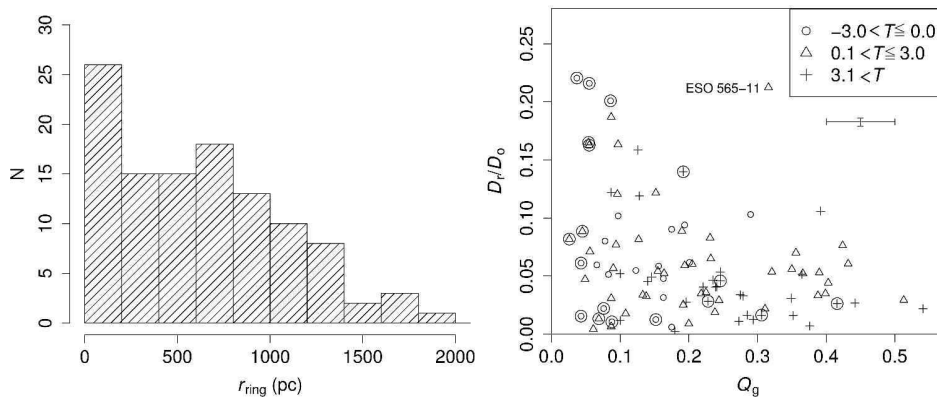 30
25
20
15
10
5
0
N
0 500 1000 1500 2000
r_ring (pc)
0.25
0.20
0.15
0.10
0.05
0.00
D_r/D_o
ESO 565−11
−3.0 < T ≦ 0.0
0.1 < T ≦ 3.0
3.1 < T
0.0 0.1 0.2 0.3 0.4 0.5
Q_g